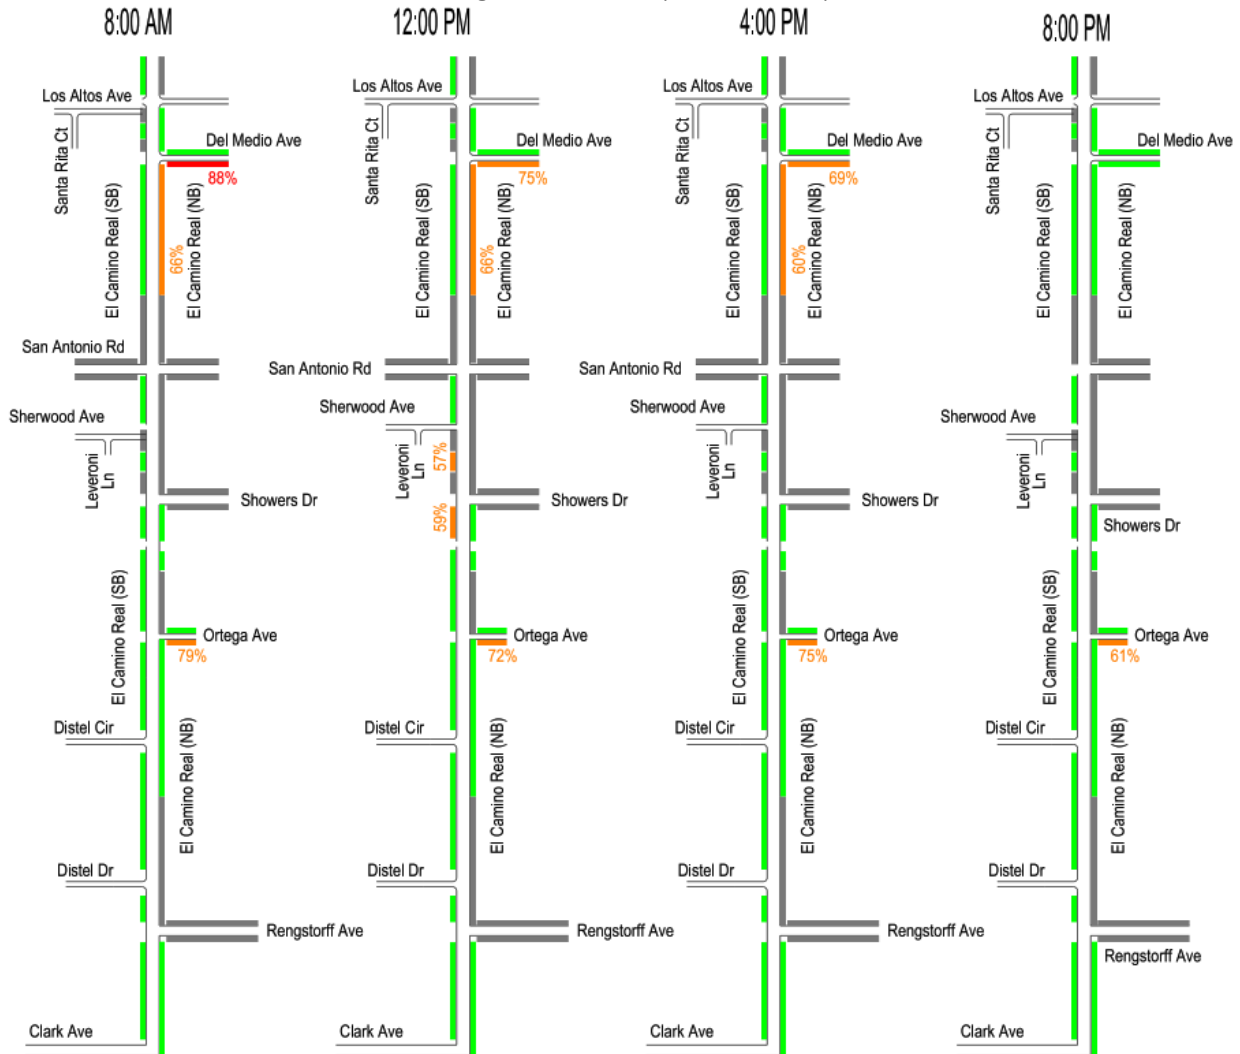 8:00 AM
12:00 PM
4:00 PM
8:00 PM
Los Altos Ave
Santa Rita Ct
Del Medio Ave
88%
El Camino Real (SB)
66%
El Camino Real (NB)
San Antonio Rd
Sherwood Ave
Leveroni
Ln
Showers Dr
El Camino Real (SB)
Ortega Ave
79%
Distel Cir
El Camino Real (NB)
Distel Dr
Rengstorff Ave
Clark Ave
Los Altos Ave
Santa Rita Ct
Del Medio Ave
75%
El Camino Real (SB)
66%
El Camino Real (NB)
San Antonio Rd
Sherwood Ave
Leveroni
Ln
57%
Showers Dr
59%
Ortega Ave
72%
Distel Cir
El Camino Real (NB)
Distel Dr
Rengstorff Ave
Clark Ave
Los Altos Ave
Santa Rita Ct
Del Medio Ave
69%
El Camino Real (SB)
60%
El Camino Real (NB)
San Antonio Rd
Sherwood Ave
Leveroni
Ln
Showers Dr
El Camino Real (SB)
Ortega Ave
75%
Distel Cir
El Camino Real (NB)
Distel Dr
Rengstorff Ave
Clark Ave
Los Altos Ave
Santa Rita Ct
Del Medio Ave
El Camino Real (SB)
El Camino Real (NB)
Sherwood Ave
Leveroni
Ln
Showers Dr
El Camino Real (SB)
Ortega Ave
61%
Distel Cir
El Camino Real (NB)
Distel Dr
Rengstorff Ave
Clark Ave